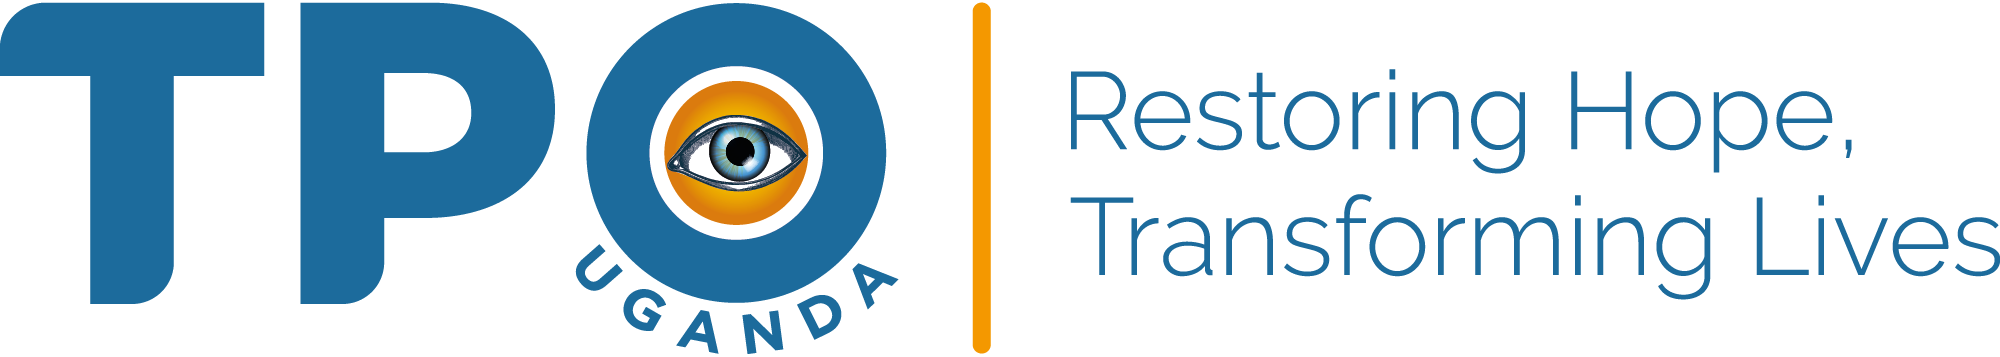 TPO
UGANDA
Restoring Hope,
Transforming Lives